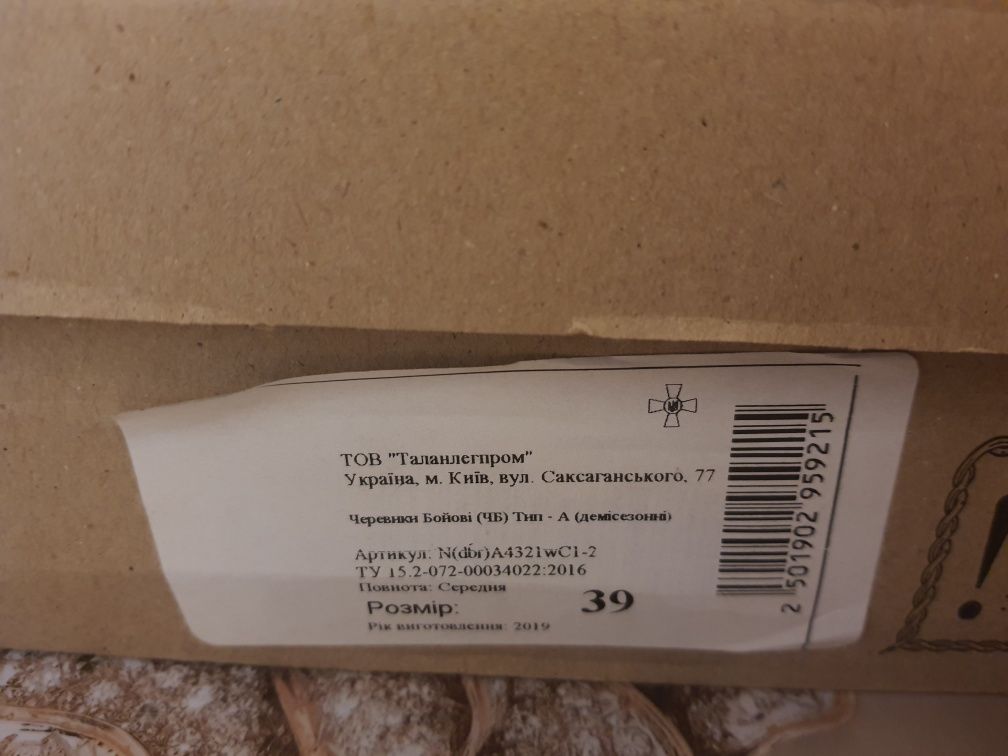 ТОВ "Таланлегпром"
Україна, м. Київ, вул. Саксаганського, 77
Черевики Бойові (ЧБ) Тип - А (демісезонні)
Артикул: N(dbr)A4321wC1-2
ТУ 15.2-072-00034022:2016
Повнота: Середня
Розмір: 39
Рік виготовлення: 2019
2 501902 959215